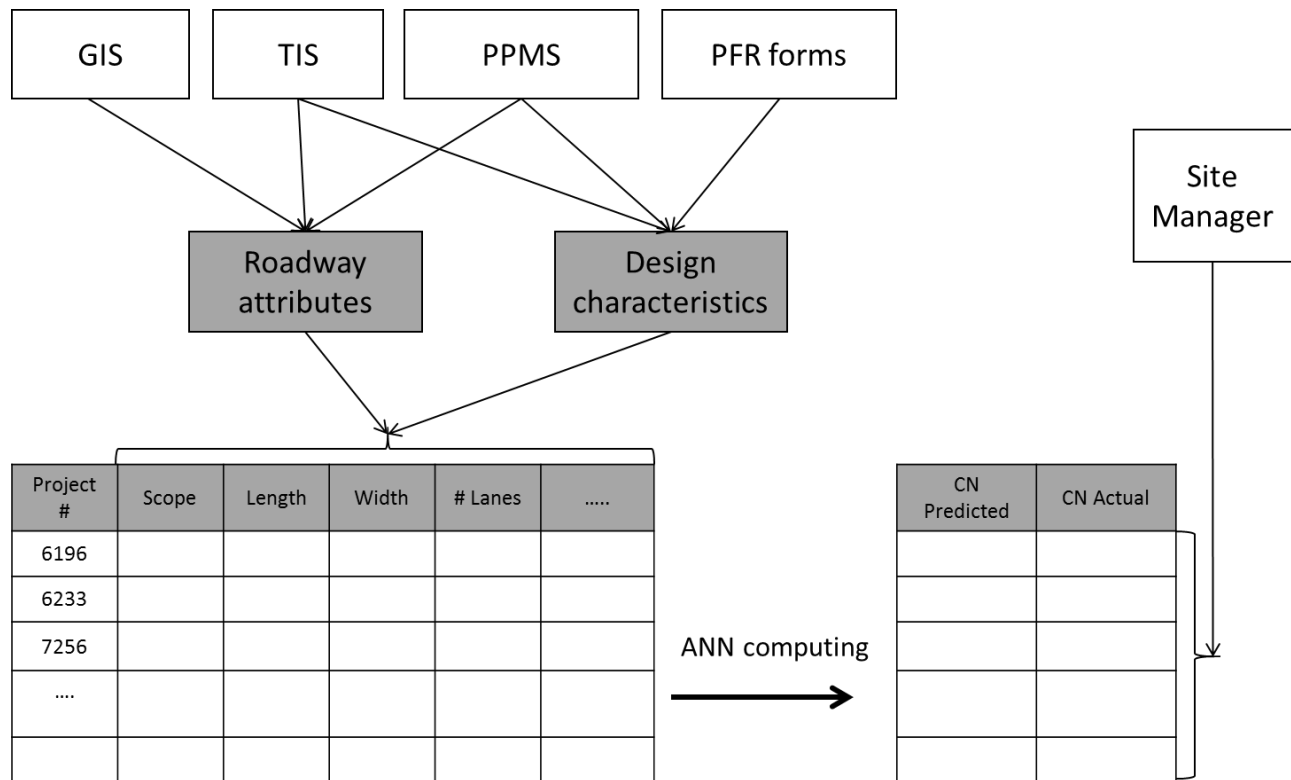 GIS
TIS
PPMS
PFR forms
Site
Manager
Roadway
attributes
Design
characteristics
Project
#
Scope
Length
Width
# Lanes
.....
CN
Predicted
CN Actual
6196
6233
7256
....
ANN computing